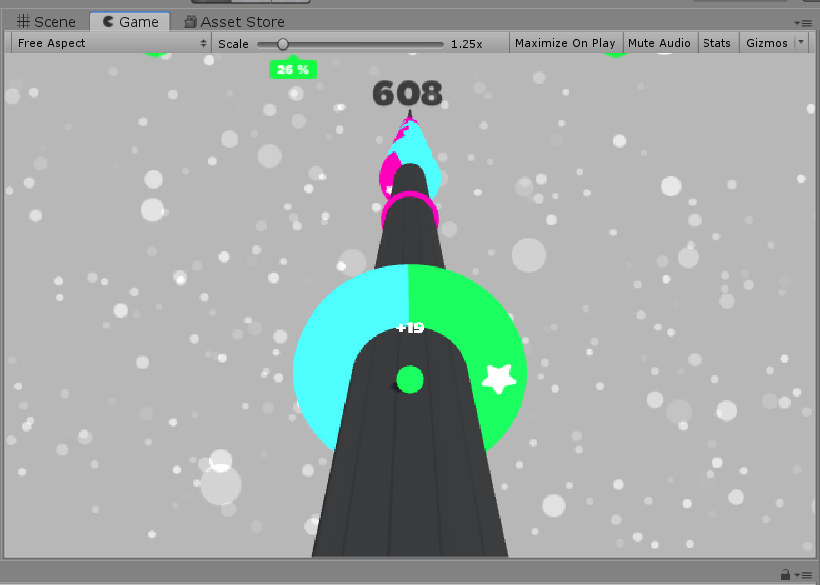 Scene Game Asset Store
Free Aspect Scale 1.25x Maximize On Play Mute Audio Stats Gizmos
26 %
608
+19